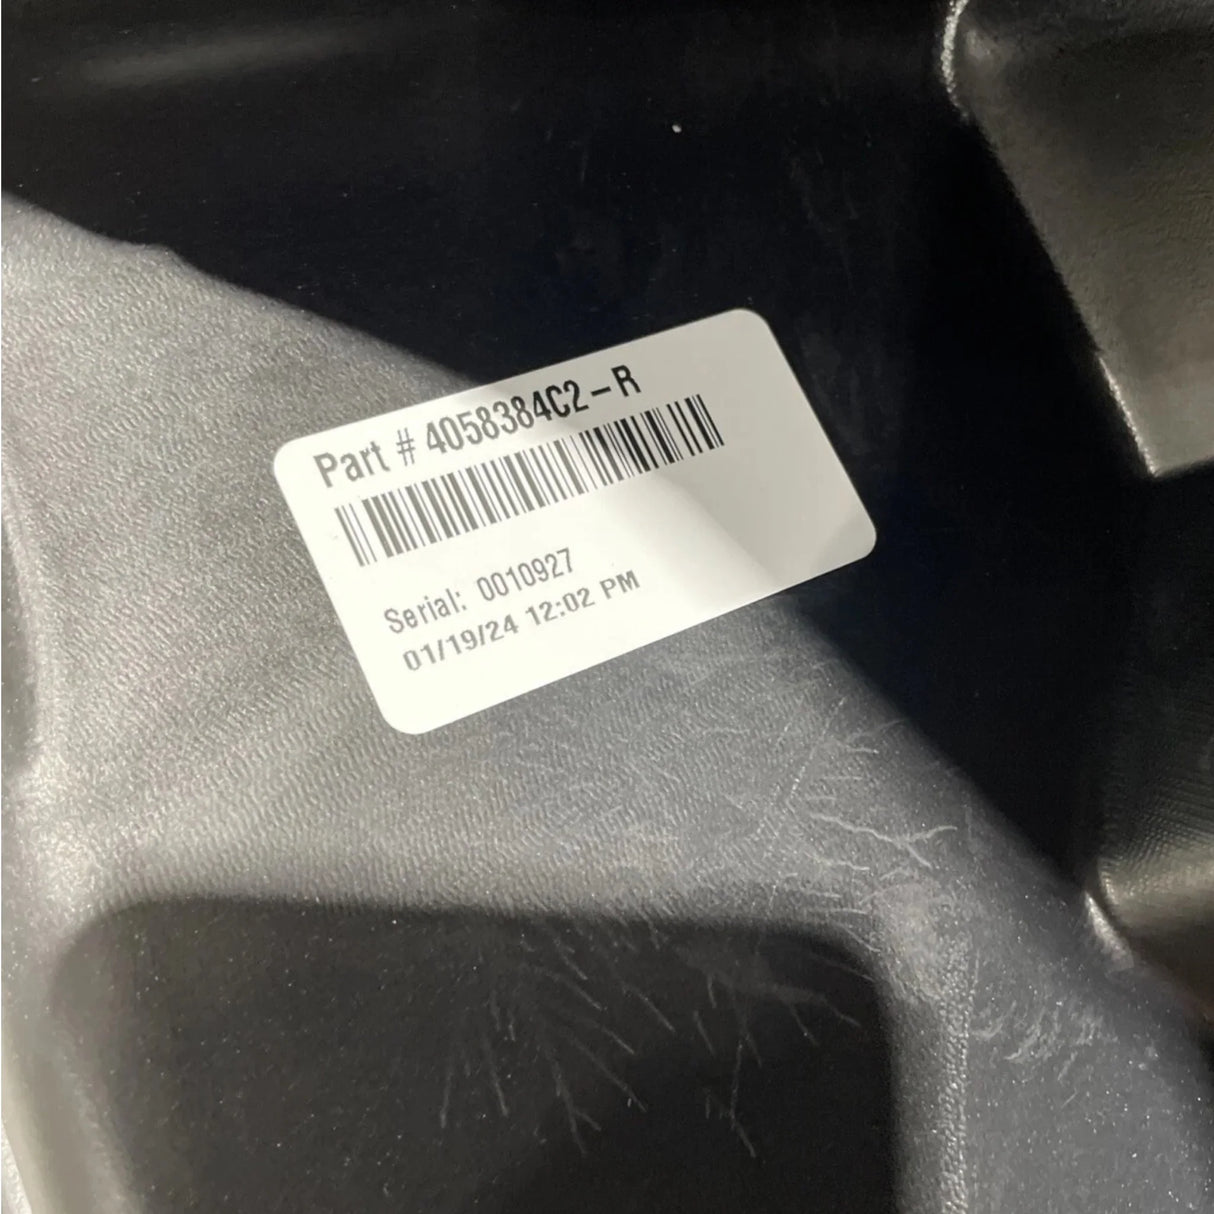 Part # 4058384C2-R
Serial: 0010927
01/19/24 12:02 PM